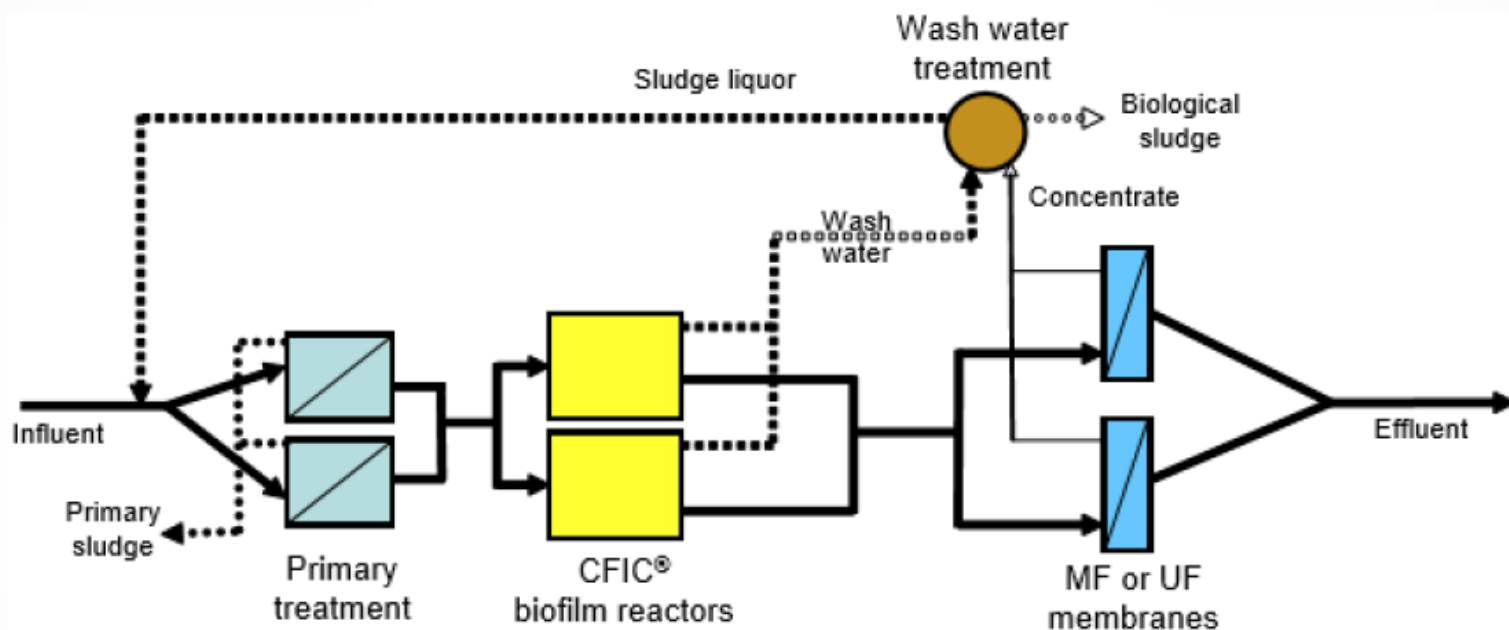 Wash water
treatment
Sludge liquor
Biological
sludge
Concentrate
Wash
water
Influent
Effluent
Primary
sludge
Primary
treatment
CFIC®
biofilm reactors
MF or UF
membranes